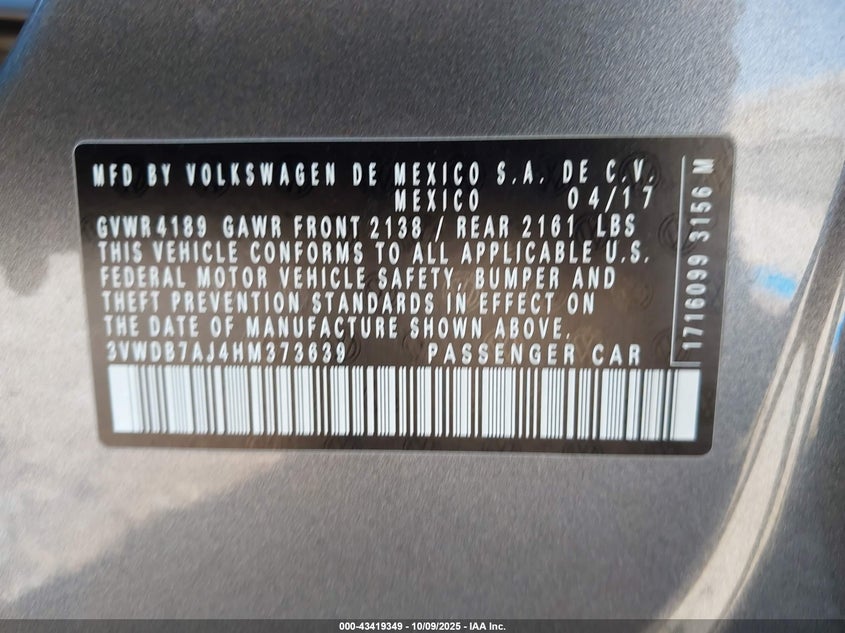 MFD BY VOLKSWAGEN DE MEXICO S.A. DE C.V.
MEXICO 04/17
GVWR 4189 GAWR FRONT 2138 / REAR 2161 LBS
THIS VEHICLE CONFORMS TO ALL APPLICABLE U.S.
FEDERAL MOTOR VEHICLE SAFETY, BUMPER AND
THEFT PREVENTION STANDARDS IN EFFECT ON
THE DATE OF MANUFACTURE SHOWN ABOVE.
3VWDB7AJ4HM373639 PASSENGER CAR
1716099 3156 M
000-43419349 - 10/09/2025 - IAA Inc.